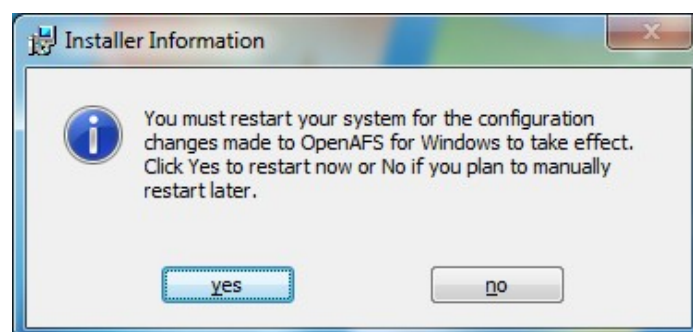 Installer Information
You must restart your system for the configuration
changes made to OpenAFS for Windows to take effect.
Click Yes to restart now or No if you plan to manually
restart later.
yes
no